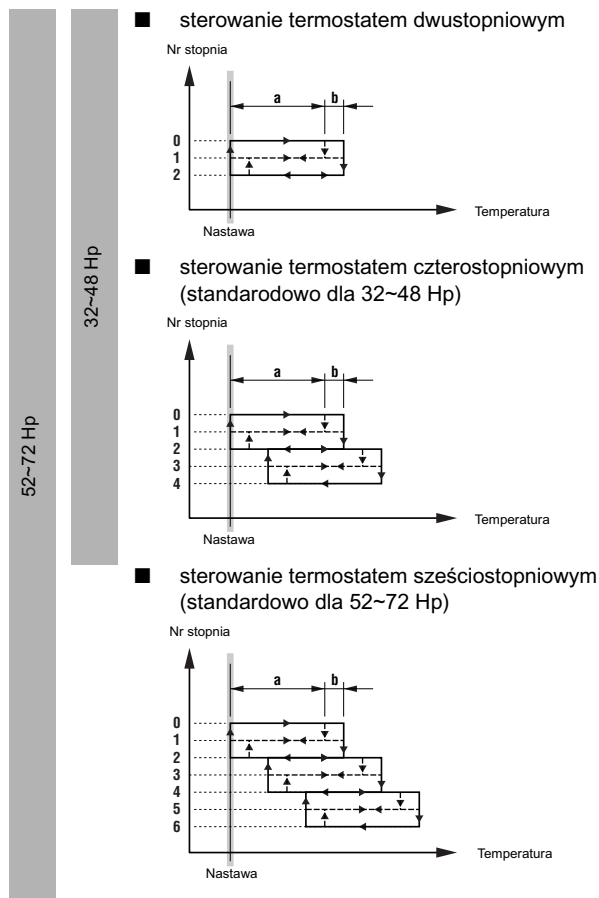 ■ sterowanie termostatem dwustopniowym
Nr stopnia
a b
0
1
2
Temperatura
Nastawa
■ sterowanie termostatem czterostopniowym
(standarodowo dla 32~48 Hp)
Nr stopnia
a b
0
1
2
3
4
Temperatura
Nastawa
■ sterowanie termostatem sześciostopniowym
(standardowo dla 52~72 Hp)
Nr stopnia
a b
0
1
2
3
4
5
6
Temperatura
Nastawa
32~48 Hp
52~72 Hp